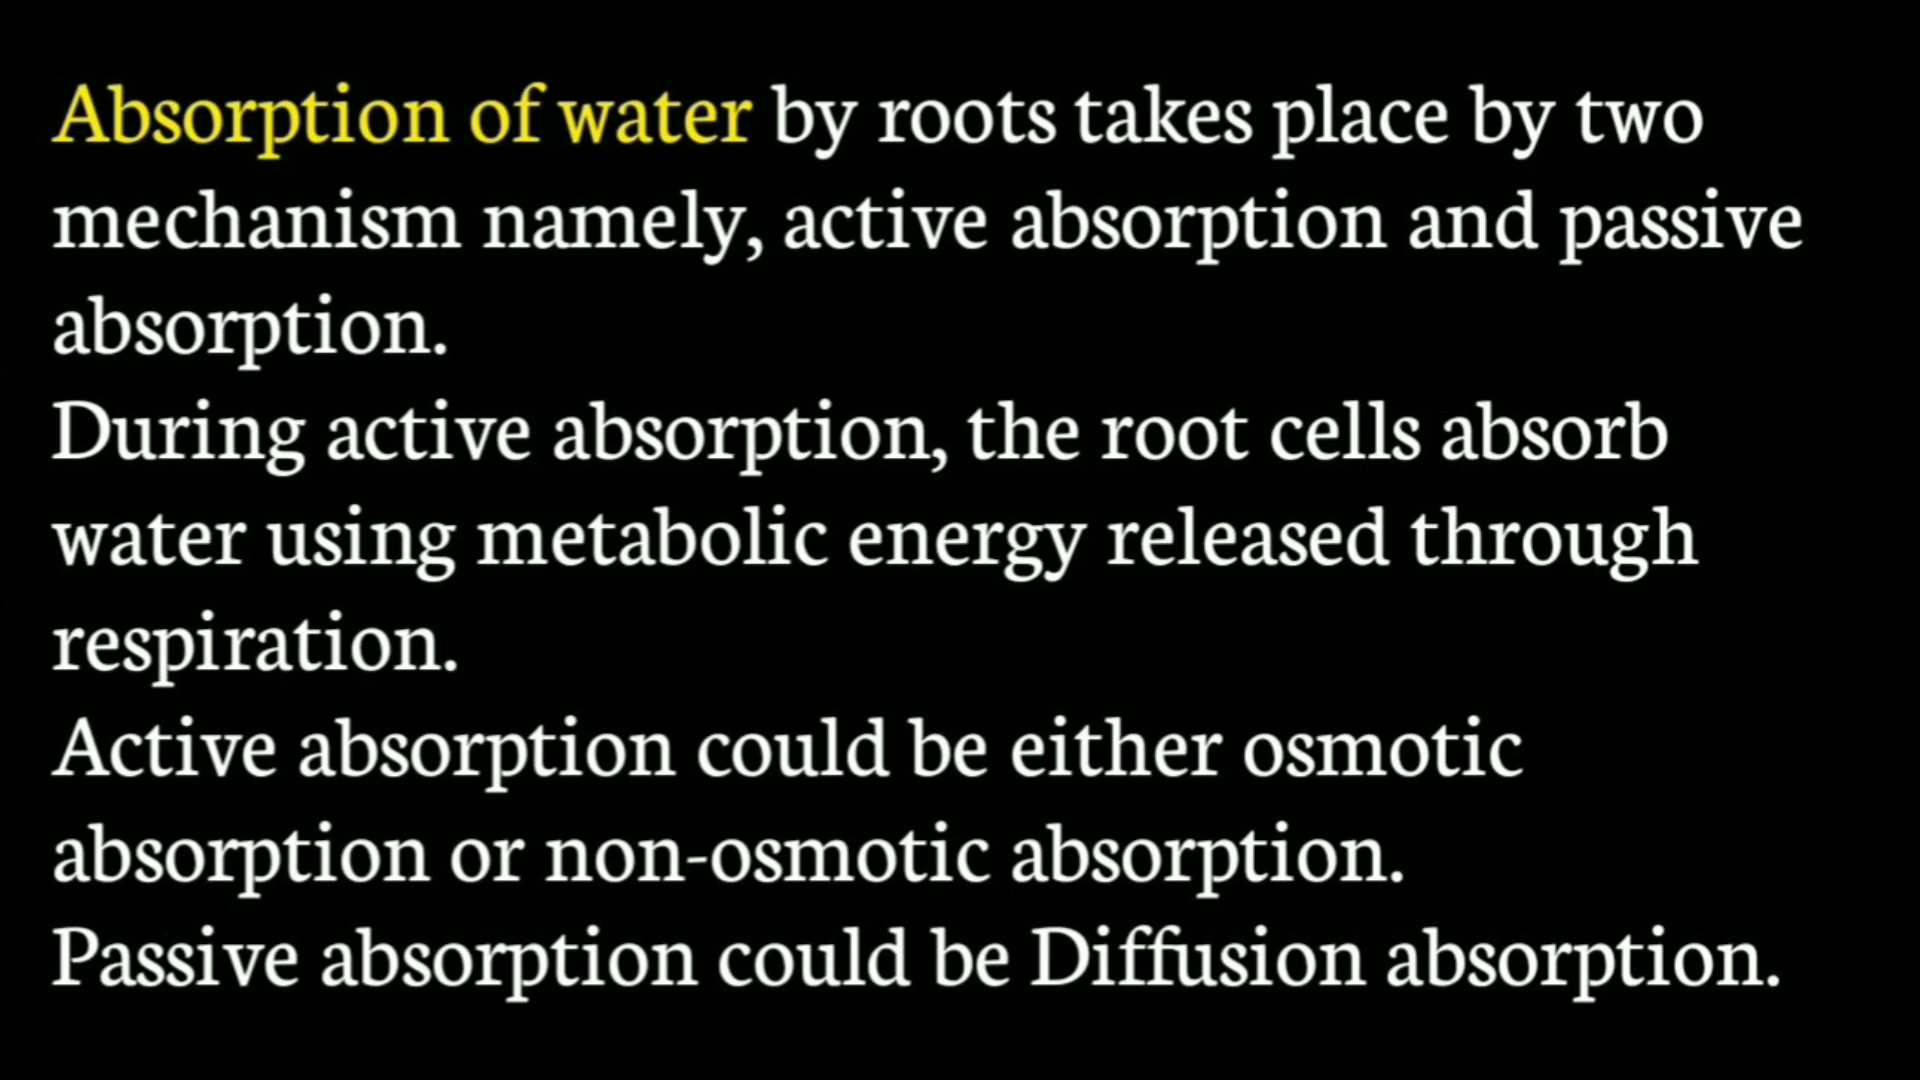 Absorption of water by roots takes place by two
mechanism namely, active absorption and passive
absorption.
During active absorption, the root cells absorb
water using metabolic energy released through
respiration.
Active absorption could be either osmotic
absorption or non-osmotic absorption.
Passive absorption could be Diffusion absorption.